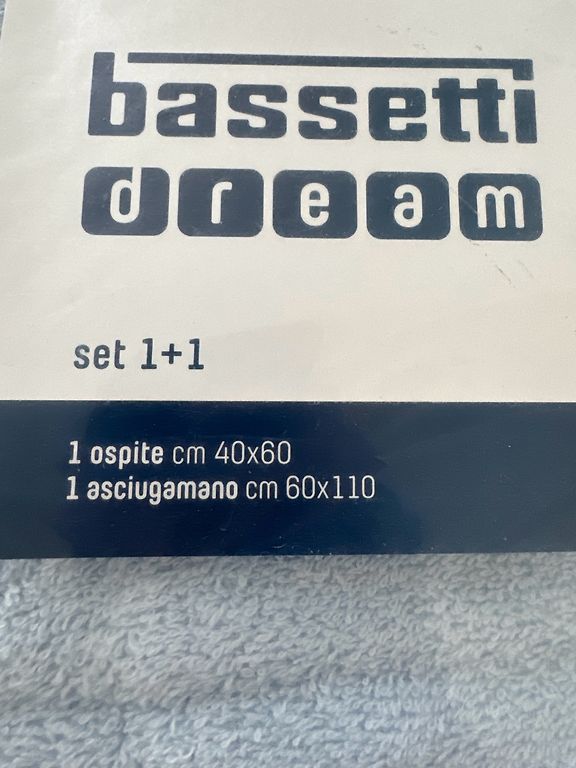 bassetti
dream
set 1+1
1 ospite cm 40x60
1 asciugamano cm 60x110